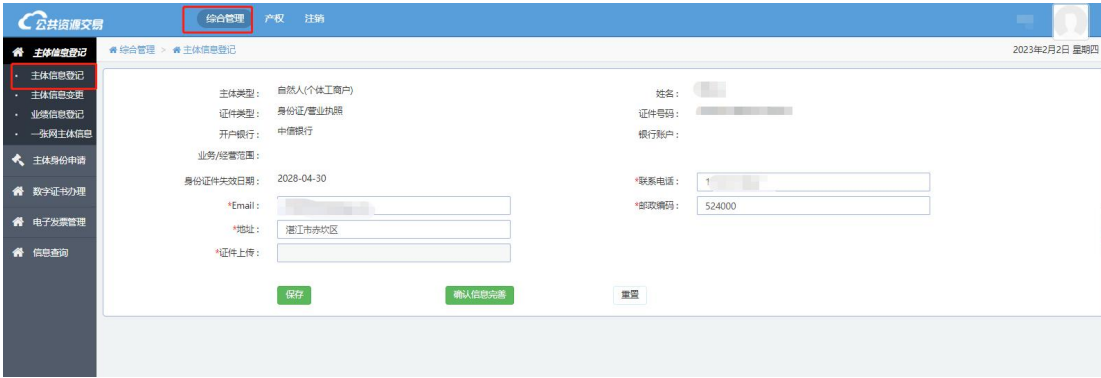 公共资源交易 综合管理 产权 注销
主体信息登记 综合管理 > 主体信息登记 2023年2月2日 星期四
· 主体信息登记
· 主体信息变更
· 业绩信息登记
· 一张网主体信息
主体身份申请
数字证书办理
电子发票管理
信息查询
主体类型： 自然人(个体工商户) 姓名：
证件类型： 身份证/营业执照 证件号码：
开户银行： 中信银行 银行账户：
业务/经营范围：
身份证件失效日期： 2028-04-30 *联系电话： 1
*Email： *邮政编码： 524000
*地址： 湛江市赤坎区
*证件上传：
保存 确认信息完善 重置